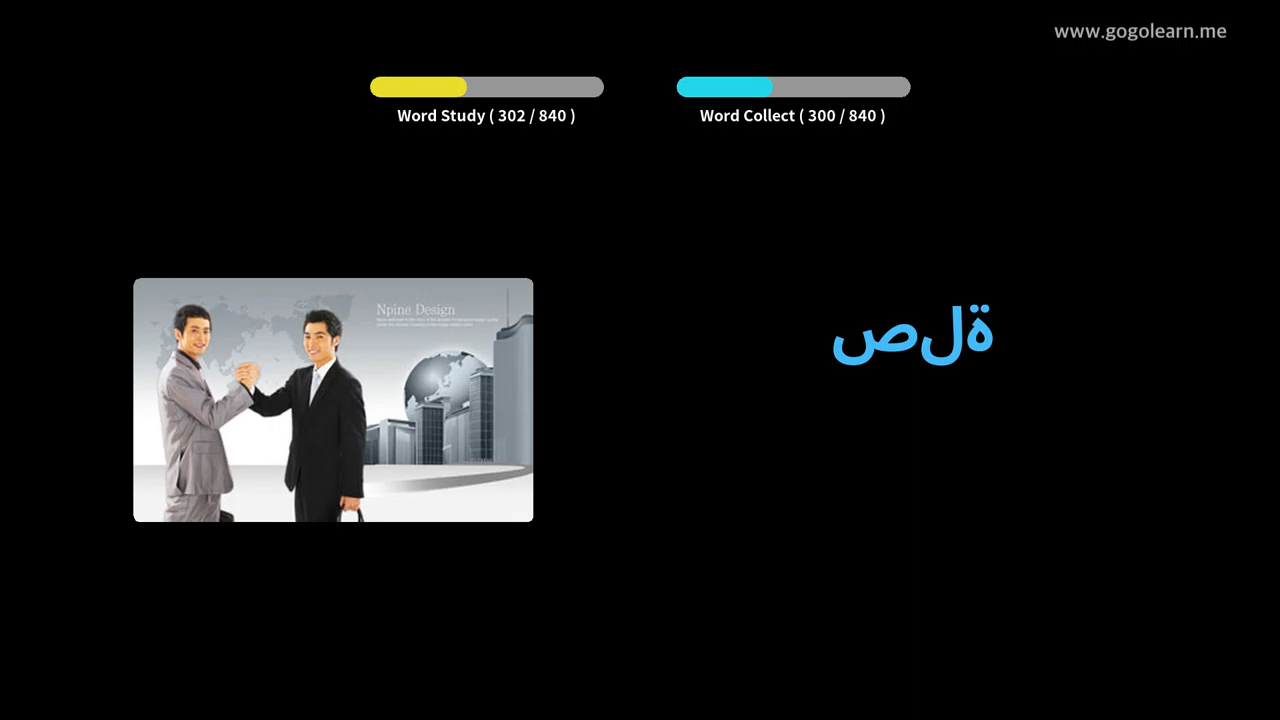 www.gogolearn.me
Word Study ( 302 / 840 )
Word Collect ( 300 / 840 )
Npine Design
صلة